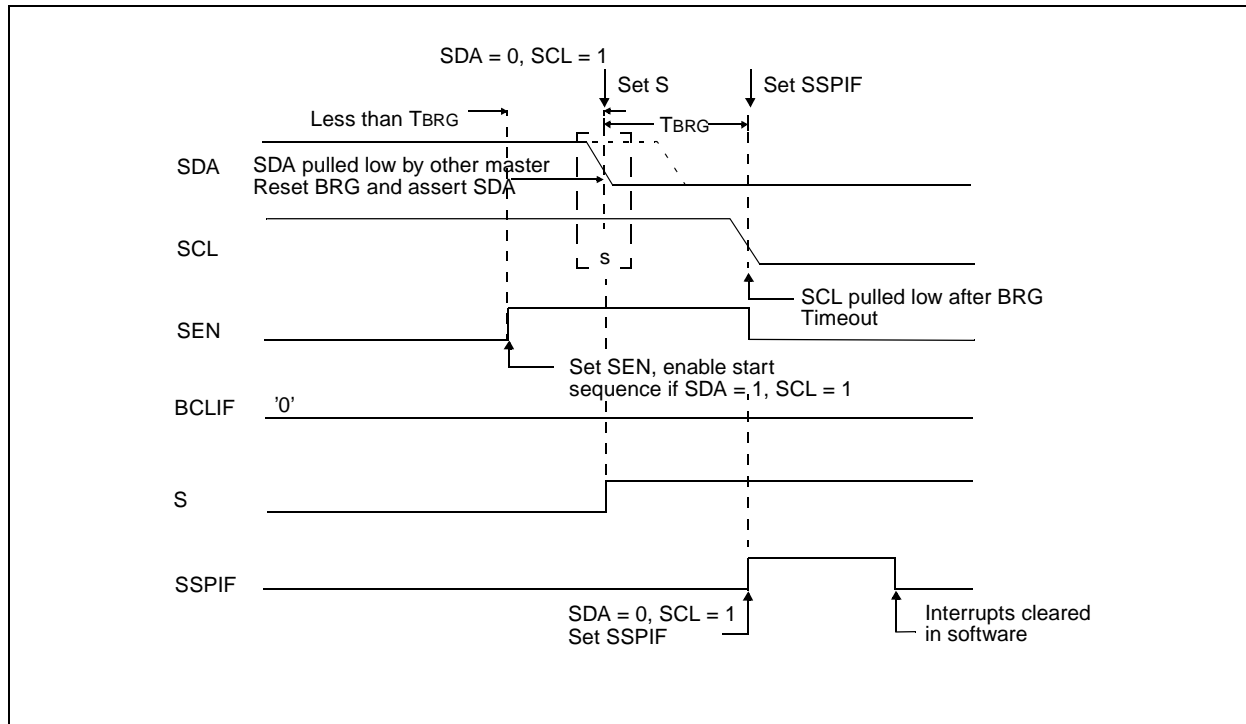 SDA = 0, SCL = 1
Set S
Set SSPIF
Less than TBRG
TBRG
SDA
SDA pulled low by other master
Reset BRG and assert SDA
SCL
s
SCL pulled low after BRG
Timeout
SEN
Set SEN, enable start
sequence if SDA = 1, SCL = 1
BCLIF
'0'
S
SSPIF
SDA = 0, SCL = 1
Set SSPIF
Interrupts cleared
in software